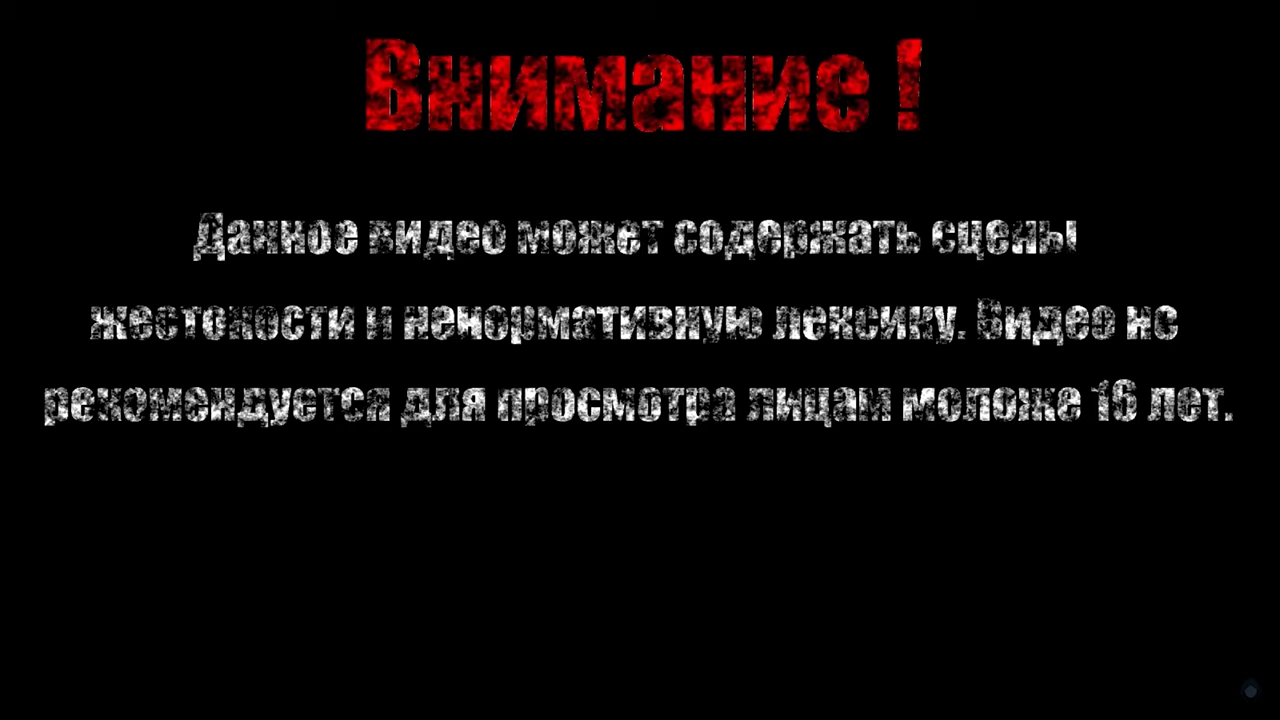 Внимание !
Данное видео может содержать сцены
жестокости и ненормативную лексику. Видео не
рекомендуется для просмотра лицам моложе 16 лет.